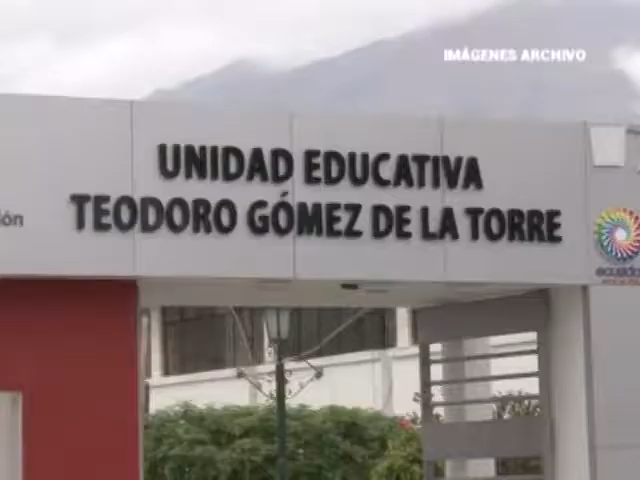 IMÁGENES ARCHIVO
UNIDAD EDUCATIVA
TEODORO GÓMEZ DE LA TORRE